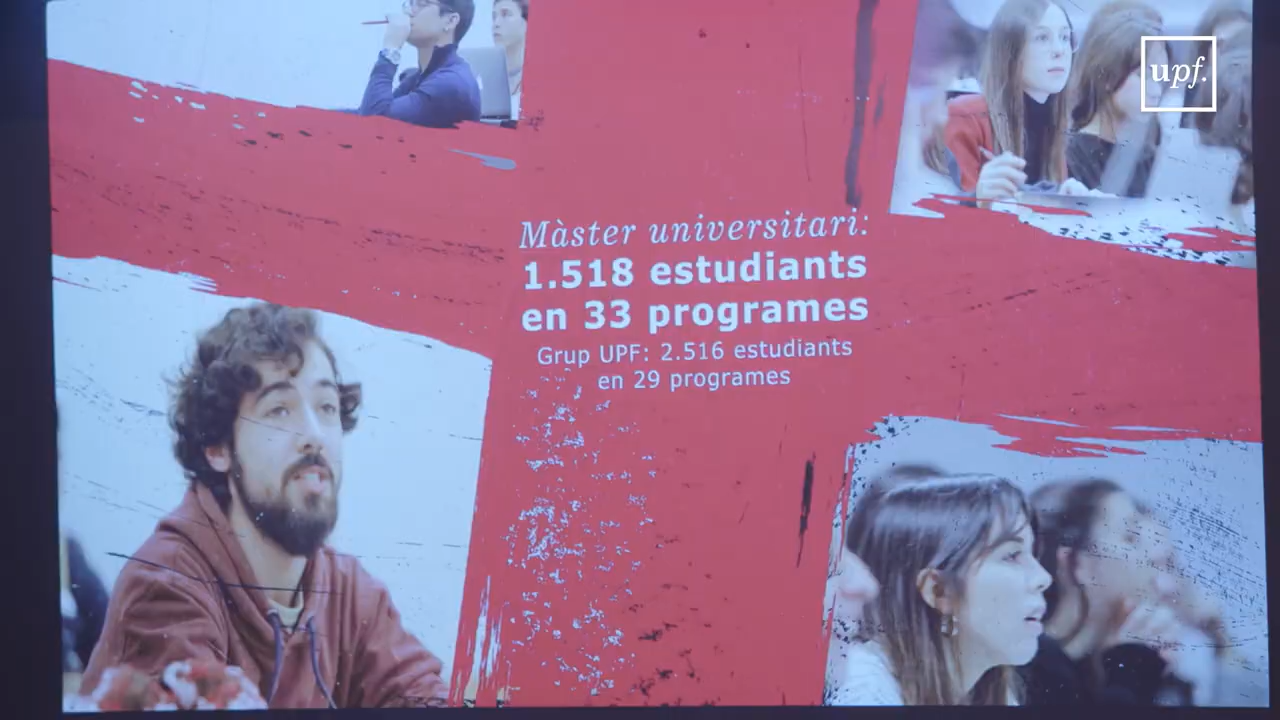 upf.
Màster universitari:
1.518 estudiants
en 33 programes
Grup UPF: 2.516 estudiants
en 29 programes